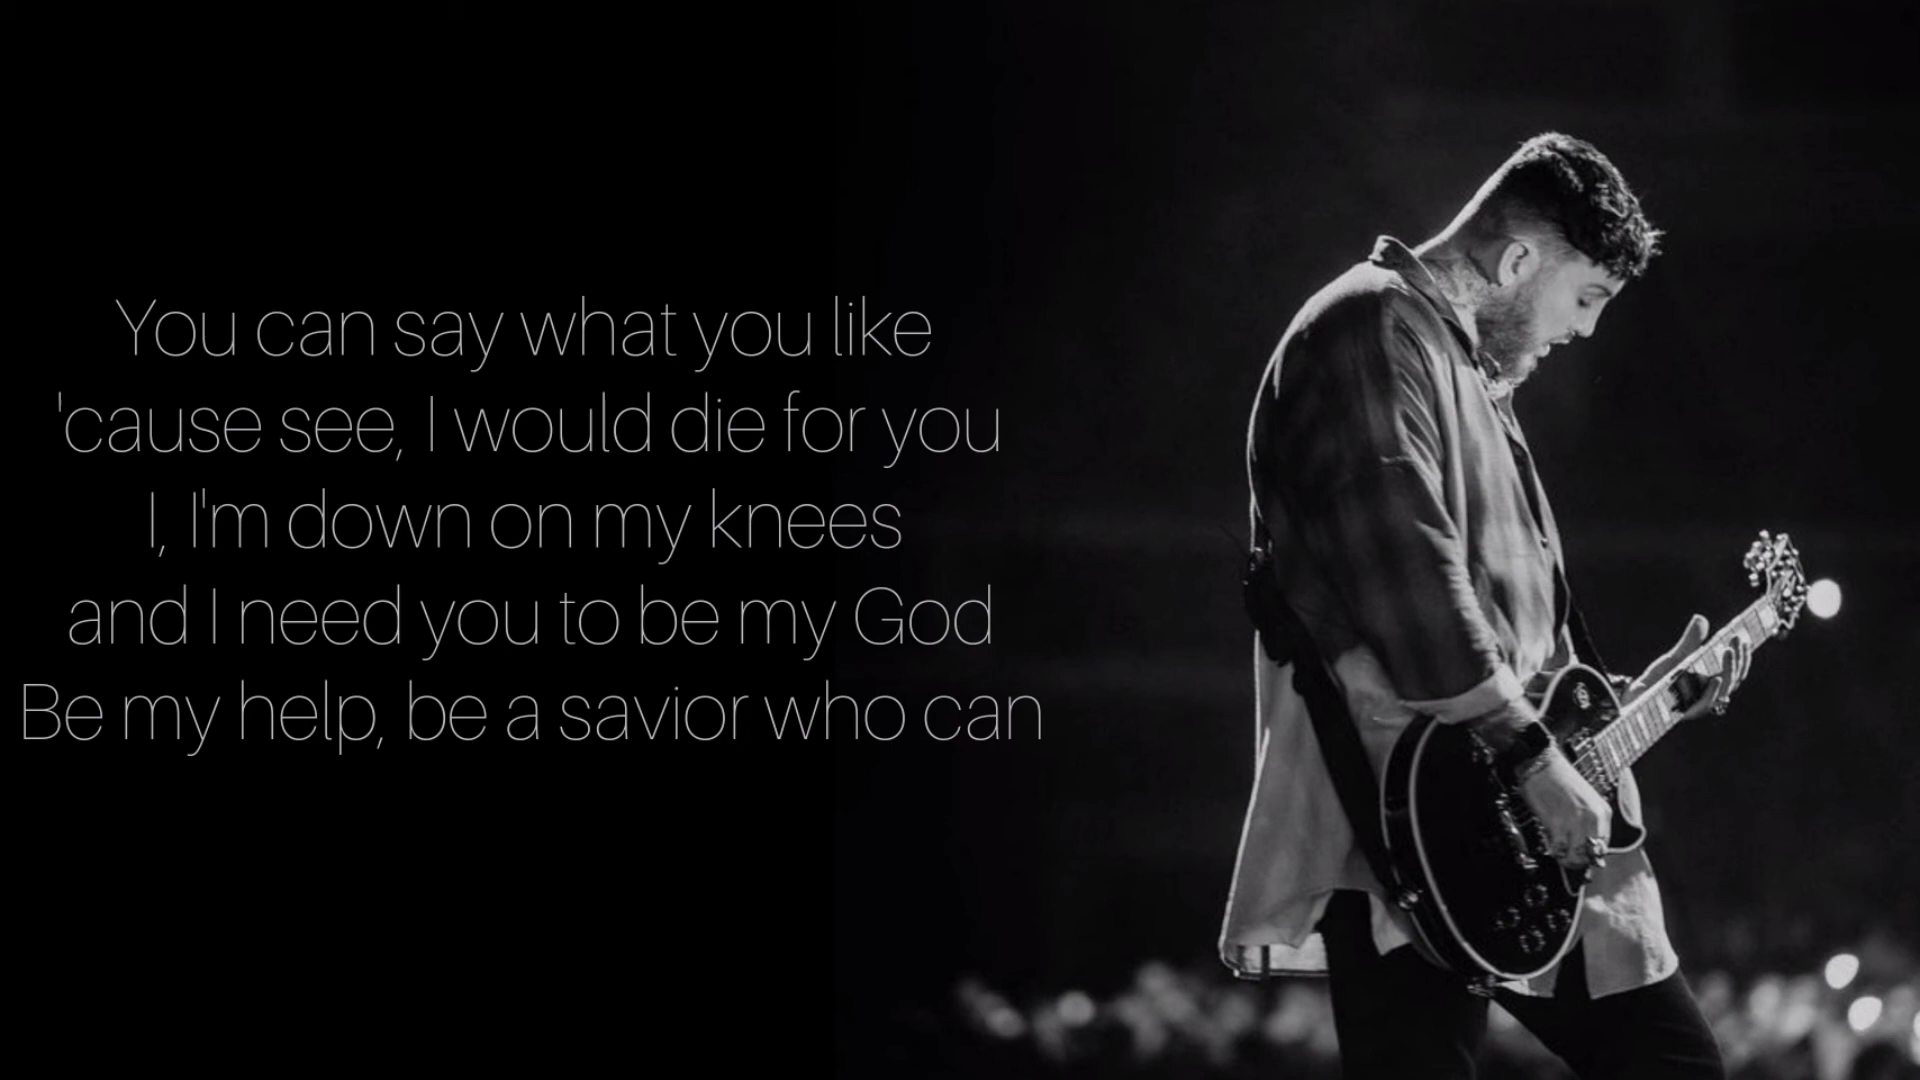 You can say what you like
'cause see, I would die for you
I, I'm down on my knees
and I need you to be my God
Be my help, be a savior who can